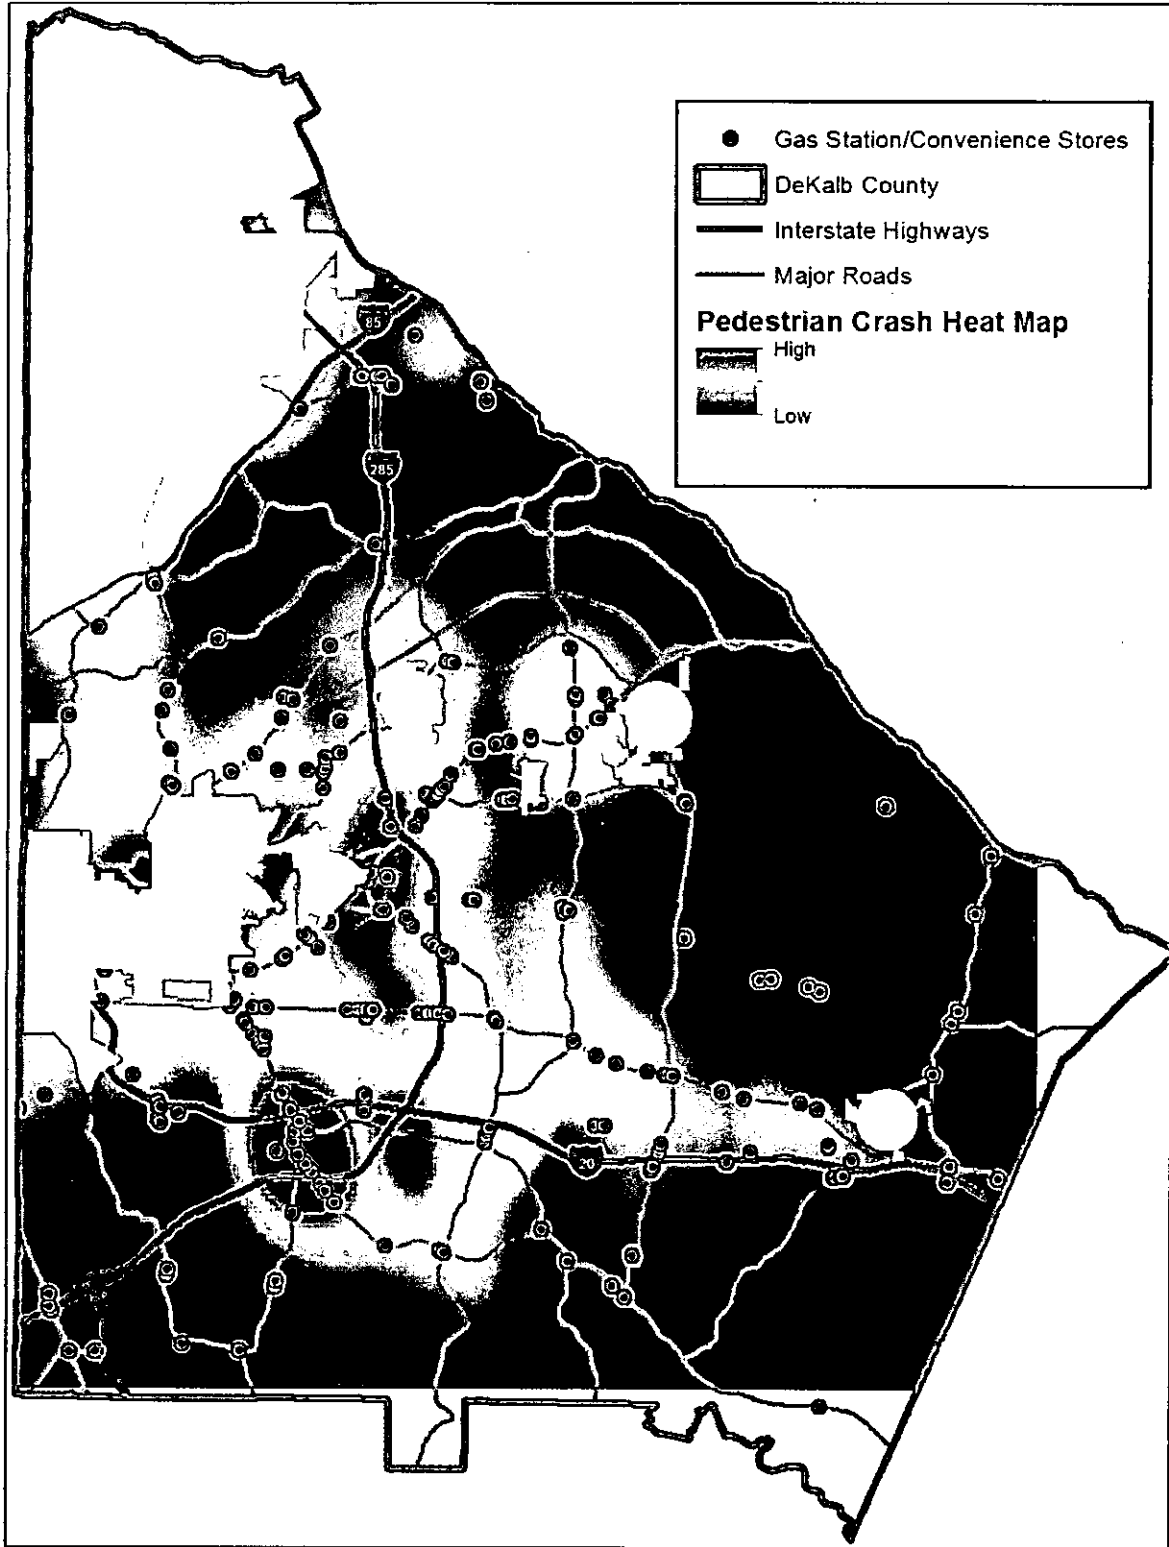 Gas Station/Convenience Stores
DeKalb County
Interstate Highways
Major Roads
Pedestrian Crash Heat Map
High
Low
85
285
20